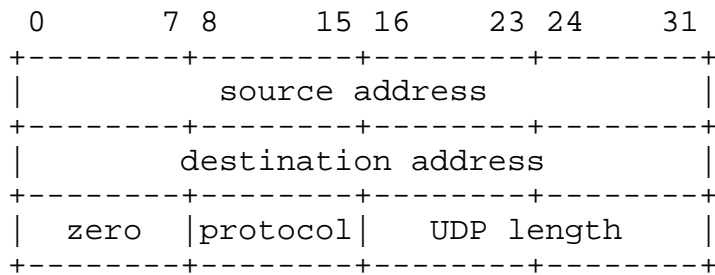 0      7 8     15 16    23 24    31
+--------+--------+--------+--------+
|          source address           |
+--------+--------+--------+--------+
|        destination address        |
+--------+--------+--------+--------+
|  zero  |protocol|   UDP length    |
+--------+--------+--------+--------+